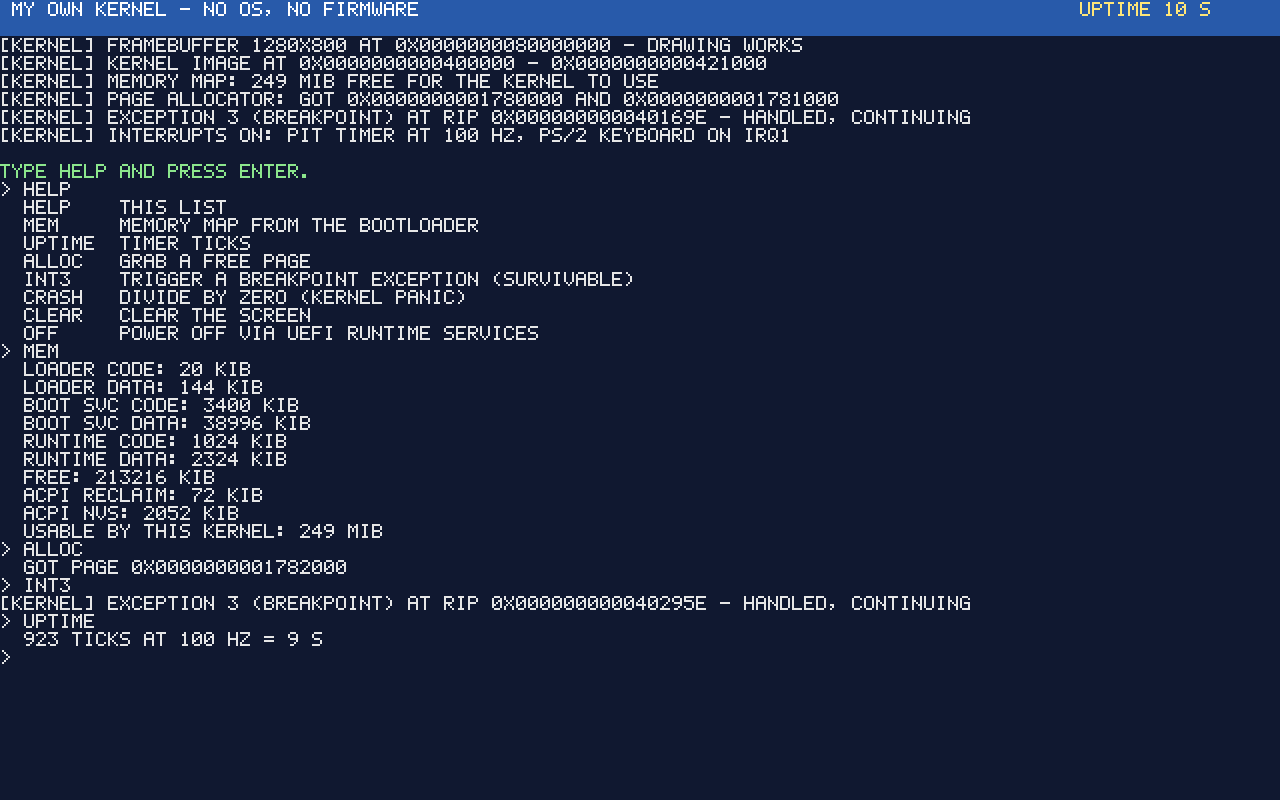 MY OWN KERNEL - NO OS, NO FIRMWARE UPTIME 10 S
[KERNEL] FRAMEBUFFER 1280X800 AT 0X0000000080000000 - DRAWING WORKS
[KERNEL] KERNEL IMAGE AT 0X0000000000400000 - 0X0000000000421000
[KERNEL] MEMORY MAP: 249 MIB FREE FOR THE KERNEL TO USE
[KERNEL] PAGE ALLOCATOR: GOT 0X0000000001780000 AND 0X0000000001781000
[KERNEL] EXCEPTION 3 (BREAKPOINT) AT RIP 0X000000000040169E - HANDLED, CONTINUING
[KERNEL] INTERRUPTS ON: PIT TIMER AT 100 HZ, PS/2 KEYBOARD ON IRQ1
TYPE HELP AND PRESS ENTER.
> HELP
HELP THIS LIST
MEM MEMORY MAP FROM THE BOOTLOADER
UPTIME TIMER TICKS
ALLOC GRAB A FREE PAGE
INT3 TRIGGER A BREAKPOINT EXCEPTION (SURVIVABLE)
CRASH DIVIDE BY ZERO (KERNEL PANIC)
CLEAR CLEAR THE SCREEN
OFF POWER OFF VIA UEFI RUNTIME SERVICES
> MEM
LOADER CODE: 20 KIB
LOADER DATA: 144 KIB
BOOT SVC CODE: 3400 KIB
BOOT SVC DATA: 38996 KIB
RUNTIME CODE: 1024 KIB
RUNTIME DATA: 2324 KIB
FREE: 213216 KIB
ACPI RECLAIM: 72 KIB
ACPI NVS: 2052 KIB
USABLE BY THIS KERNEL: 249 MIB
> ALLOC
GOT PAGE 0X0000000001782000
> INT3
[KERNEL] EXCEPTION 3 (BREAKPOINT) AT RIP 0X000000000040295E - HANDLED, CONTINUING
> UPTIME
923 TICKS AT 100 HZ = 9 S
>